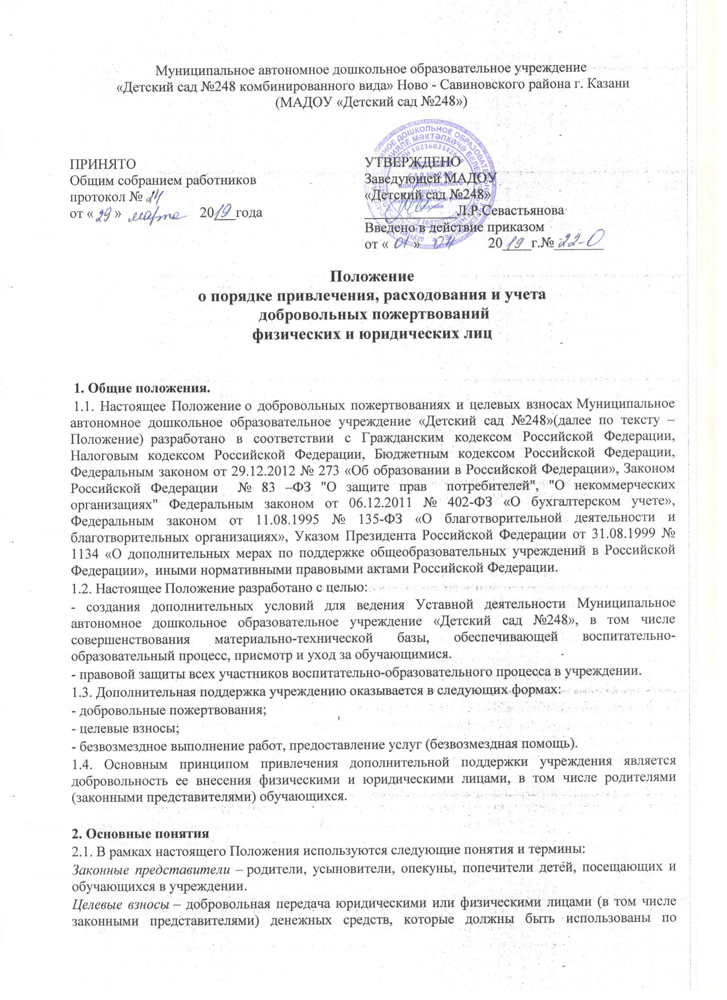 Муниципальное автономное дошкольное образовательное учреждение
«Детский сад №248 комбинированного вида» Ново - Савиновского района г. Казани
(МАДОУ «Детский сад №248»)
ПРИНЯТО
Общим собранием работников
протокол №
от « 29 » марта 2019 года
УТВЕРЖДЕНО
Заведующей МАДОУ
«Детский сад №248»
Л.Р.Севастьянова
Введено в действие приказом
от « 01 » 04 2019 г.№ 22-О
Положение
о порядке привлечения, расходования и учета
добровольных пожертвований
физических и юридических лиц
1. Общие положения.
1.1. Настоящее Положение о добровольных пожертвованиях и целевых взносах Муниципальное
автономное дошкольное образовательное учреждение «Детский сад №248»(далее по тексту –
Положение) разработано в соответствии с Гражданским кодексом Российской Федерации,
Налоговым кодексом Российской Федерации, Бюджетным кодексом Российской Федерации,
Федеральным законом от 29.12.2012 № 273 «Об образовании в Российской Федерации», Законом
Российской Федерации № 83 –ФЗ "О защите прав потребителей", "О некоммерческих
организациях" Федеральным законом от 06.12.2011 № 402-ФЗ «О бухгалтерском учете»,
Федеральным законом от 11.08.1995 № 135-ФЗ «О благотворительной деятельности и
благотворительных организациях», Указом Президента Российской Федерации от 31.08.1999 №
1134 «О дополнительных мерах по поддержке общеобразовательных учреждений в Российской
Федерации», иными нормативными правовыми актами Российской Федерации.
1.2. Настоящее Положение разработано с целью:
- создания дополнительных условий для ведения Уставной деятельности Муниципальное
автономное дошкольное образовательное учреждение «Детский сад №248», в том числе
совершенствования материально-технической базы, обеспечивающей воспитательно-
образовательный процесс, присмотр и уход за обучающимися.
- правовой защиты всех участников воспитательно-образовательного процесса в учреждении.
1.3. Дополнительная поддержка учреждению оказывается в следующих формах:
- добровольные пожертвования;
- целевые взносы;
- безвозмездное выполнение работ, предоставление услуг (безвозмездная помощь).
1.4. Основным принципом привлечения дополнительной поддержки учреждения является
добровольность ее внесения физическими и юридическими лицами, в том числе родителями
(законными представителями) обучающихся.
2. Основные понятия
2.1. В рамках настоящего Положения используются следующие понятия и термины:
Законные представители – родители, усыновители, опекуны, попечители детей, посещающих и
обучающихся в учреждении.
Целевые взносы – добровольная передача юридическими или физическими лицами (в том числе
законными представителями) денежных средств, которые должны быть использованы по